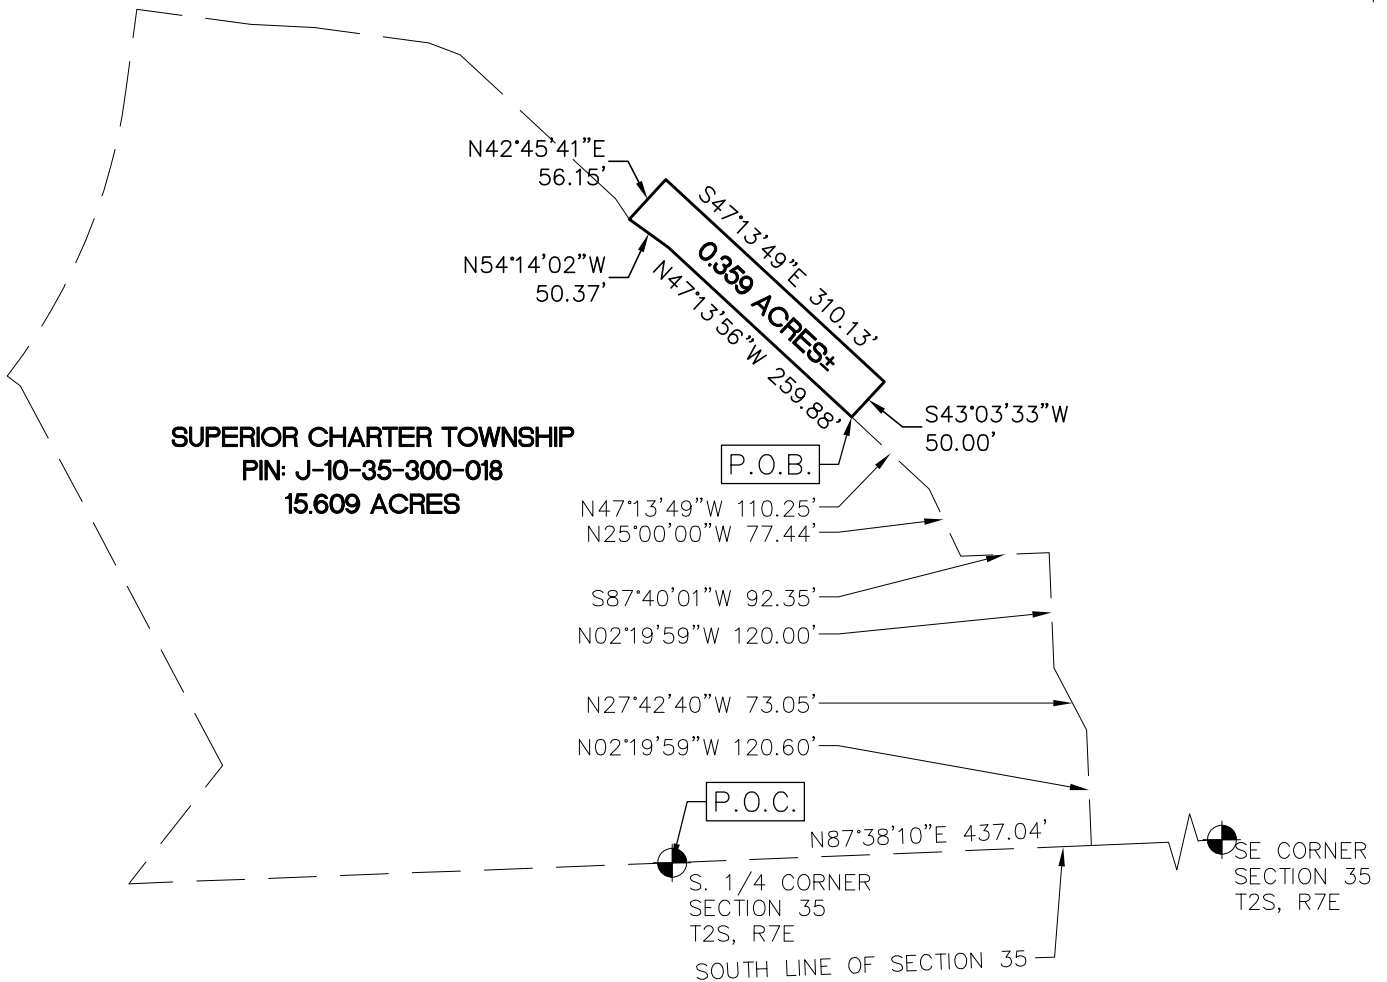 N42°45'41"E
56.15'
S47°13'49"E 310.13'
0.359 ACRES±
N54°14'02"W
50.37'
N47°13'56"W 259.88'
S43°03'33"W
50.00'
SUPERIOR CHARTER TOWNSHIP
PIN: J-10-35-300-018
15.609 ACRES
P.O.B.
N47°13'49"W 110.25'
N25°00'00"W 77.44'
S87°40'01"W 92.35'
N02°19'59"W 120.00'
N27°42'40"W 73.05'
N02°19'59"W 120.60'
P.O.C.
N87°38'10"E 437.04'
S. 1/4 CORNER
SECTION 35
T2S, R7E
SE CORNER
SECTION 35
T2S, R7E
SOUTH LINE OF SECTION 35